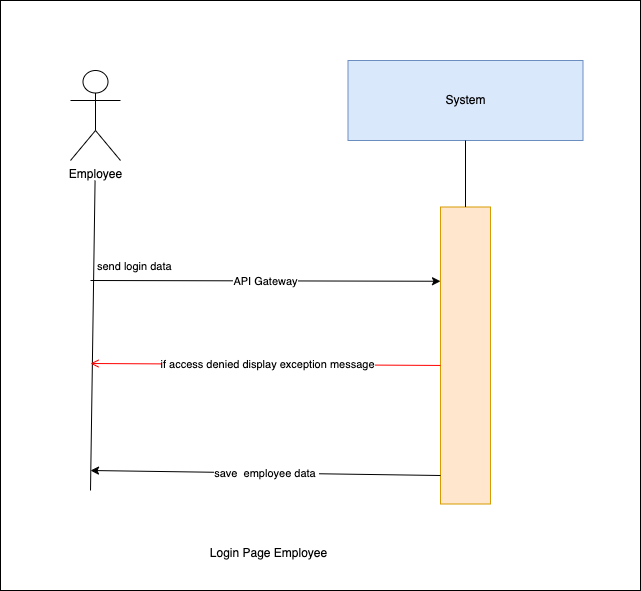 System
Employee
send login data
API Gateway
if access denied display exception message
save employee data
Login Page Employee